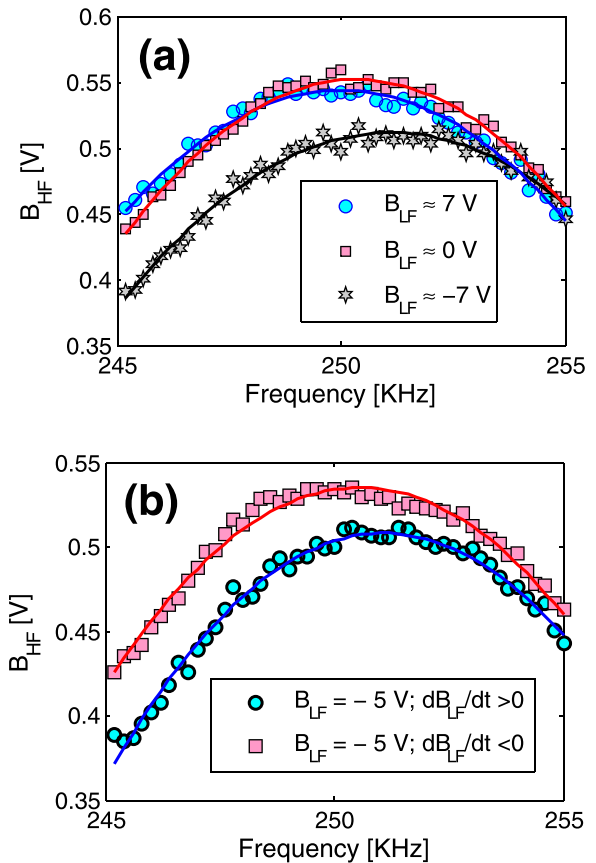 (a)
0.6
0.55
0.5
0.45
0.4
0.35
B_HF [V]
B_LF ≈ 7 V
B_LF ≈ 0 V
B_LF ≈ −7 V
245 250 255
Frequency [KHz]
(b)
0.55
0.5
0.45
0.4
0.35
B_HF [V]
B_LF = − 5 V; dB_LF/dt >0
B_LF = − 5 V; dB_LF/dt <0
245 250 255
Frequency [KHz]